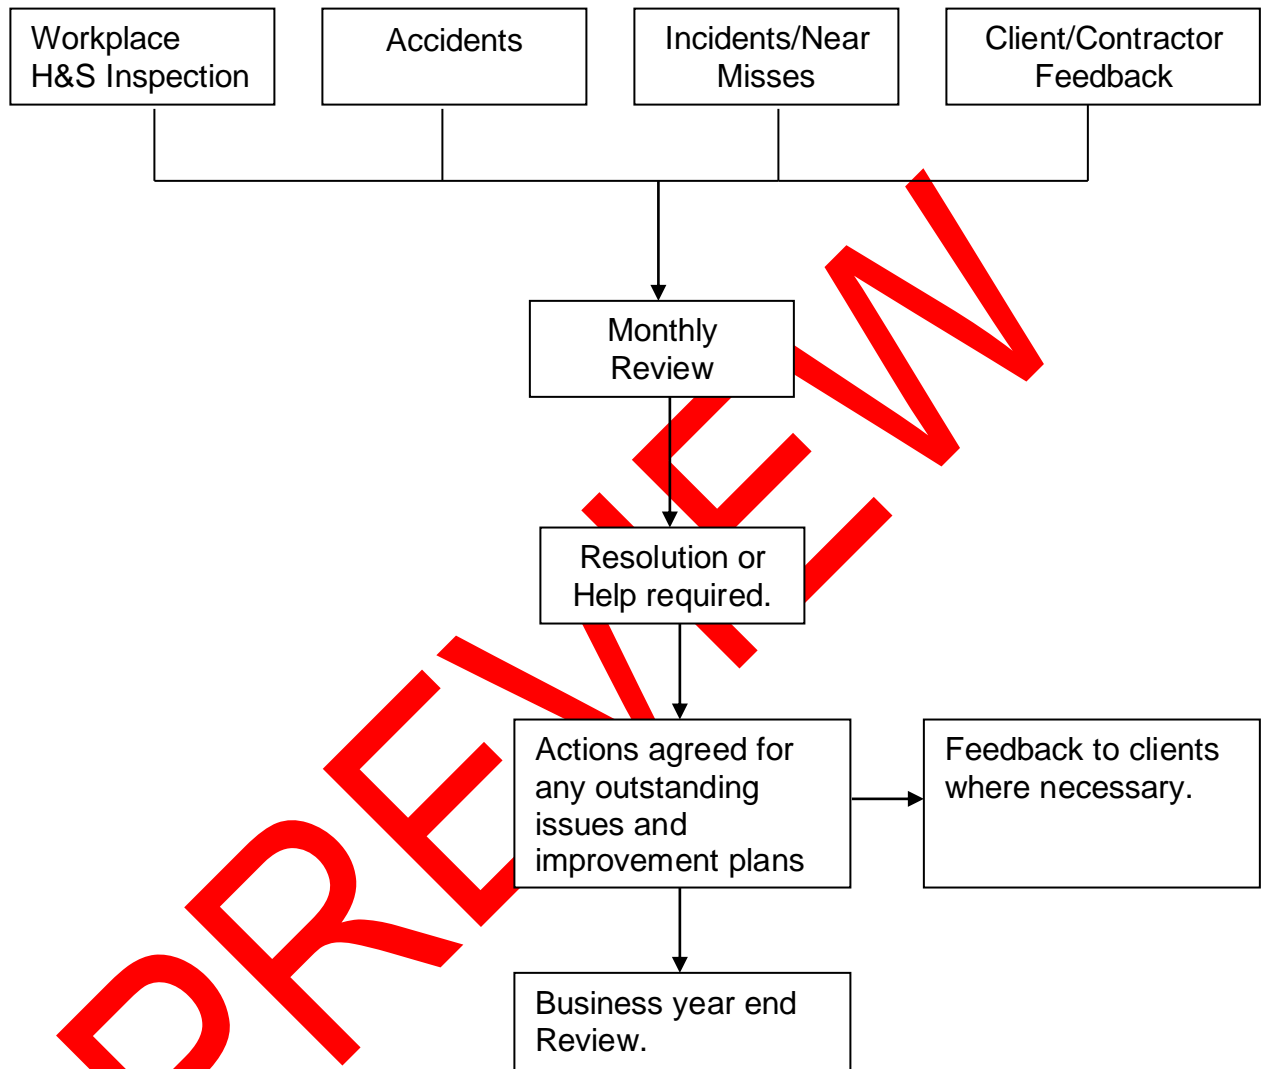 Workplace
H&S Inspection
Accidents
Incidents/Near
Misses
Client/Contractor
Feedback
Monthly
Review
Resolution or
Help required.
Actions agreed for
any outstanding
issues and
improvement plans
Feedback to clients
where necessary.
Business year end
Review.
PREVIEW